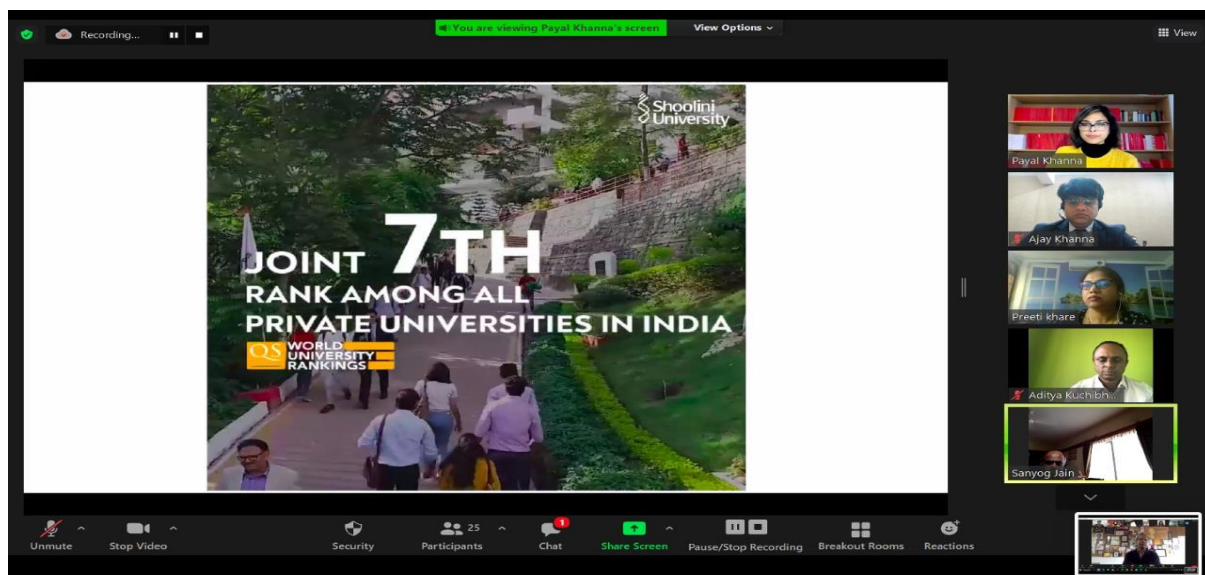 Recording...
You are viewing Payal Khanna's screen
View Options
View
Shoolini
University
JOINT 7TH
RANK AMONG ALL
PRIVATE UNIVERSITIES IN INDIA
QS WORLD
UNIVERSITY
RANKINGS
Payal Khanna
Ajay Khanna
Preeti khare
Aditya Kuchibh...
Sanyog Jain
Unmute
Stop Video
Security
Participants
25
Chat
1
Share Screen
Pause/Stop Recording
Breakout Rooms
Reactions